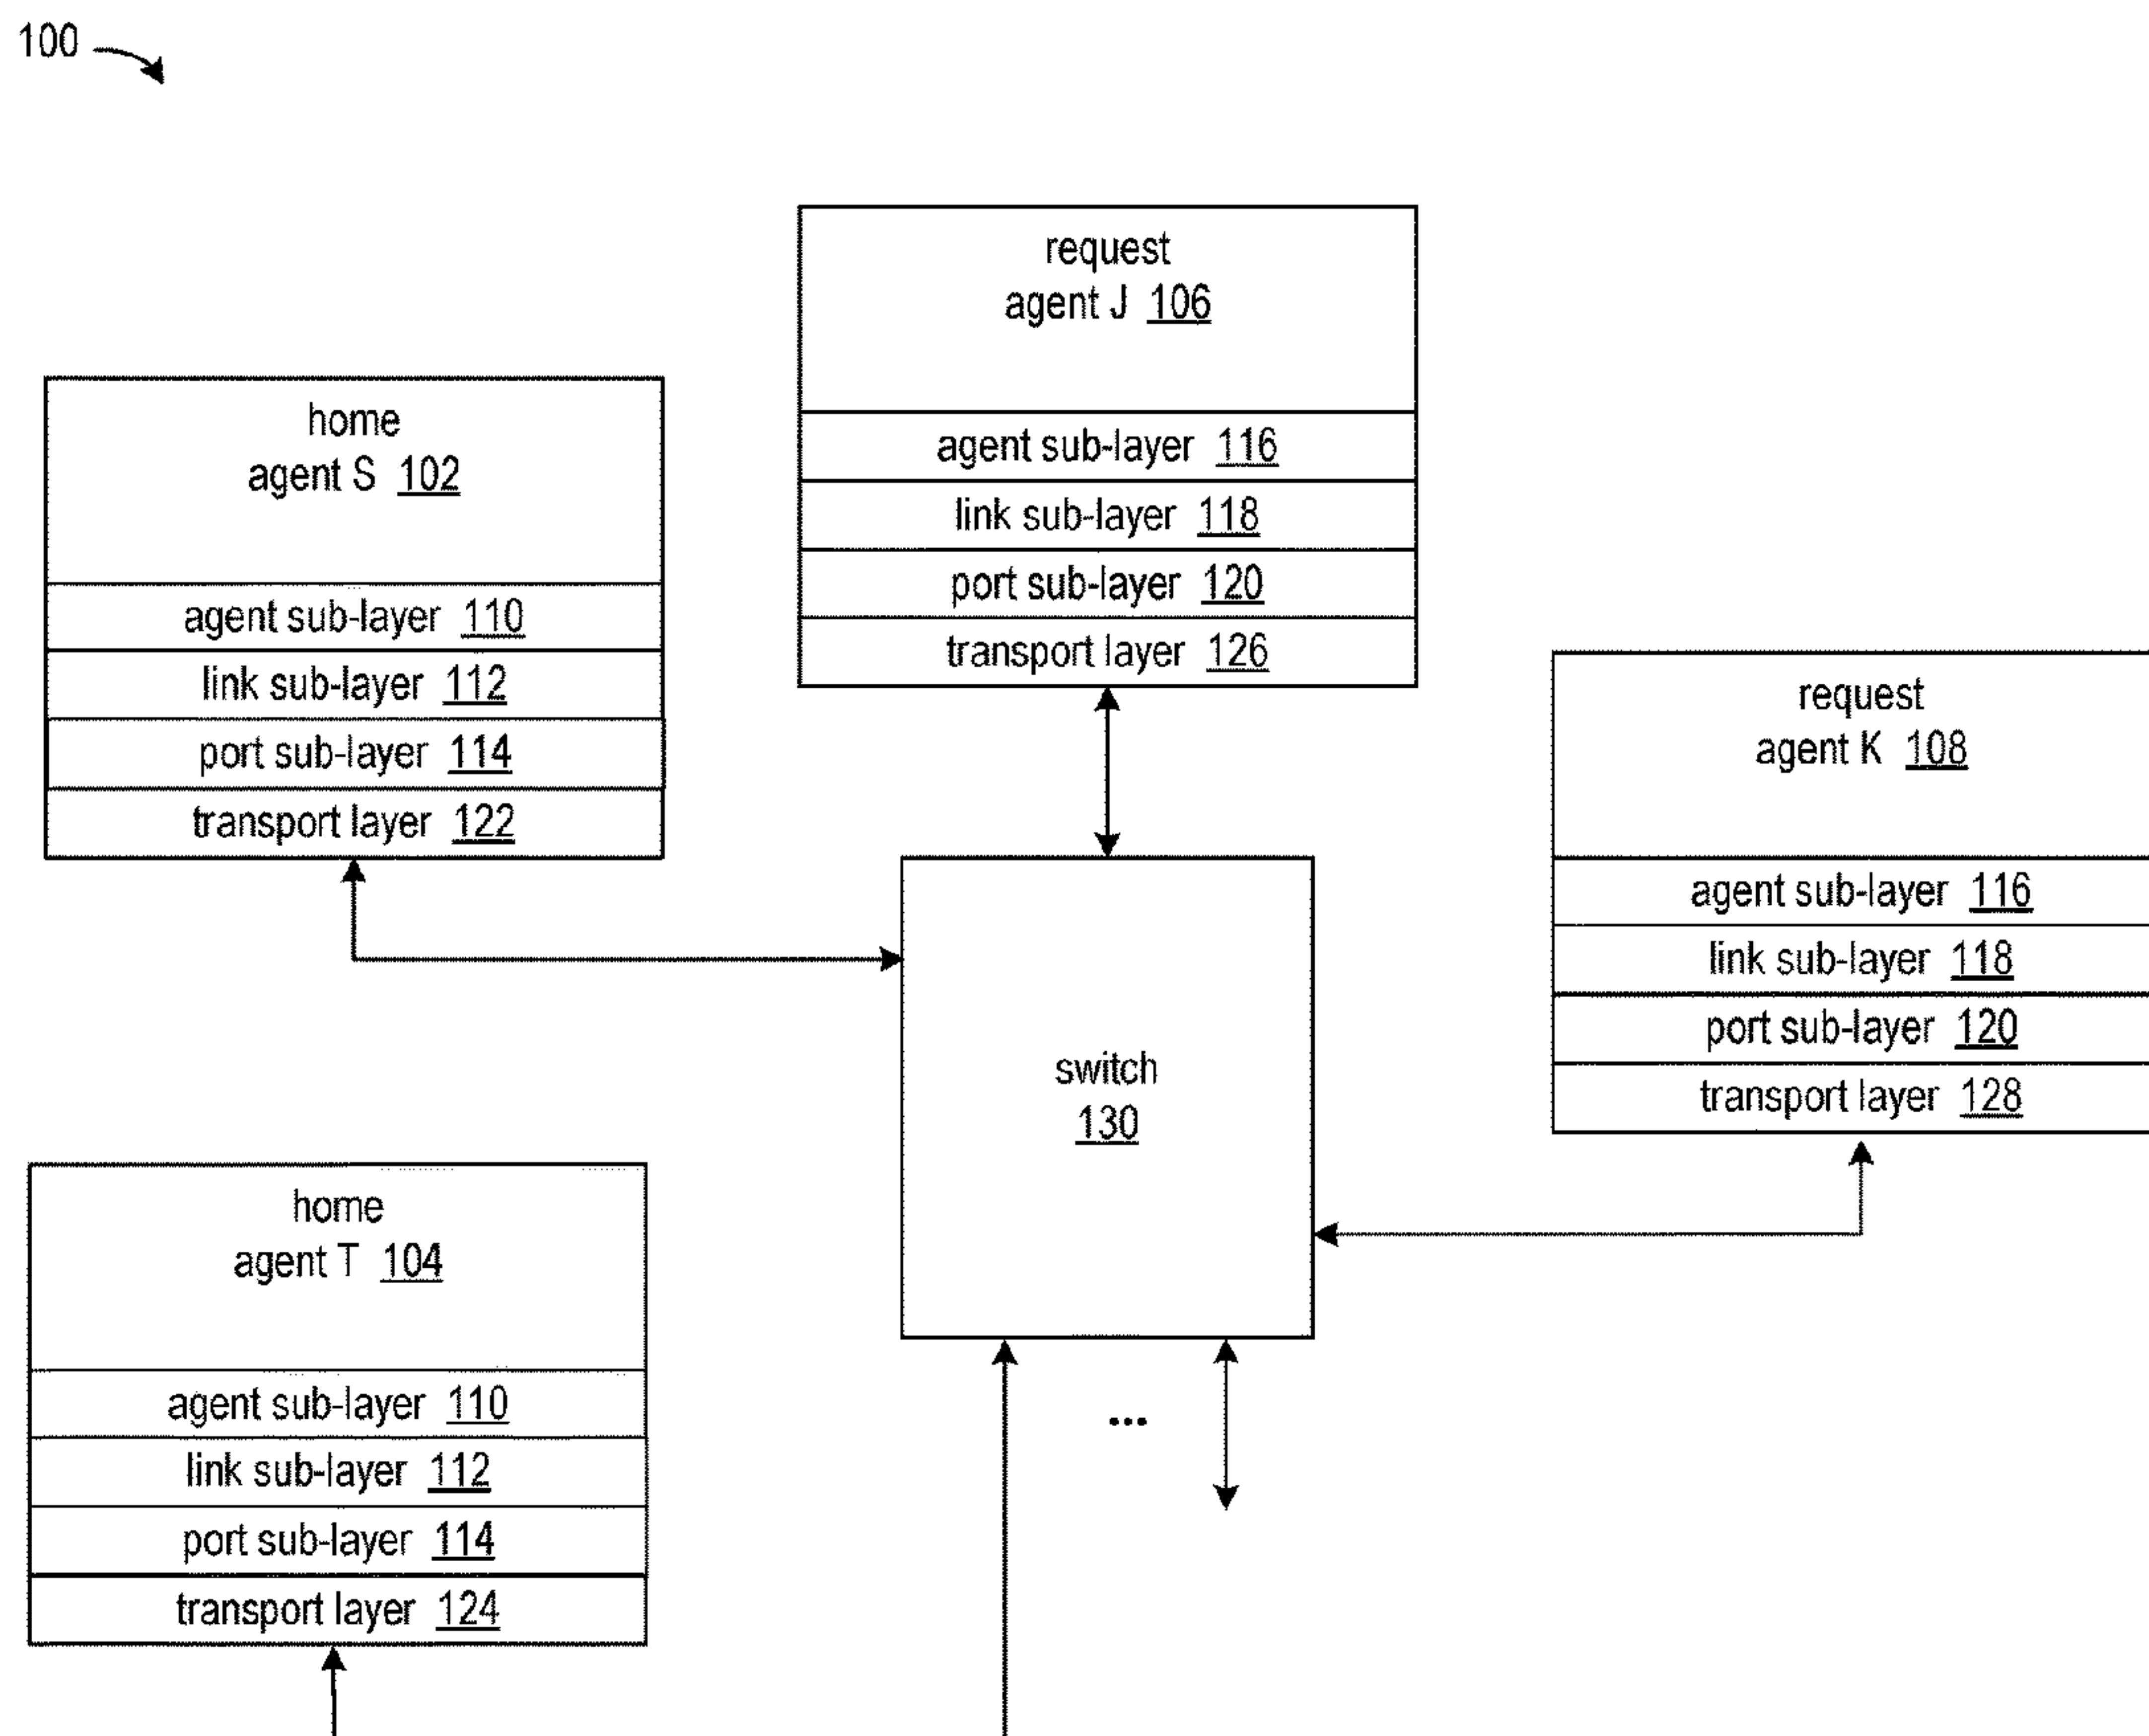 100
request
agent J 106
agent sub-layer 116
link sub-layer 118
port sub-layer 120
transport layer 126
home
agent S 102
agent sub-layer 110
link sub-layer 112
port sub-layer 114
transport layer 122
request
agent K 108
agent sub-layer 116
link sub-layer 118
port sub-layer 120
transport layer 128
switch
130
home
agent T 104
agent sub-layer 110
link sub-layer 112
port sub-layer 114
transport layer 124
...